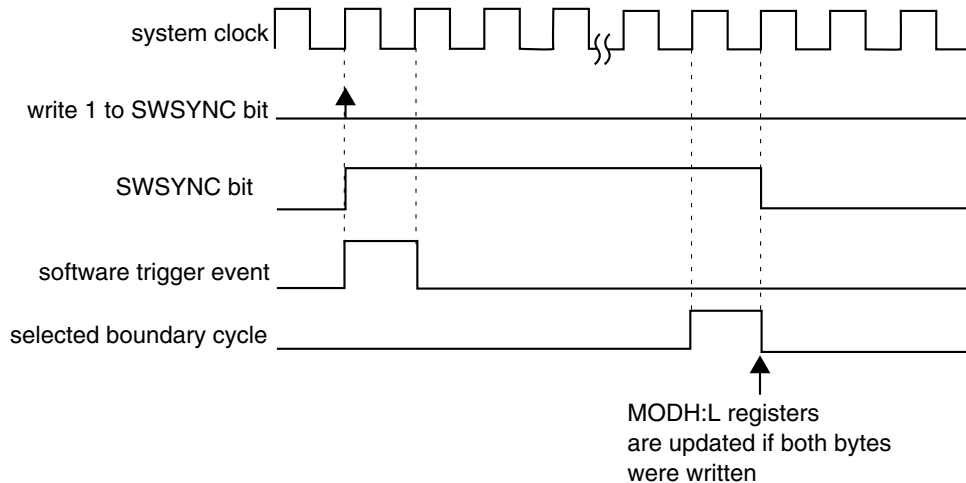 system clock
write 1 to SWSYNC bit
SWSYNC bit
software trigger event
selected boundary cycle
MODH:L registers
are updated if both bytes
were written